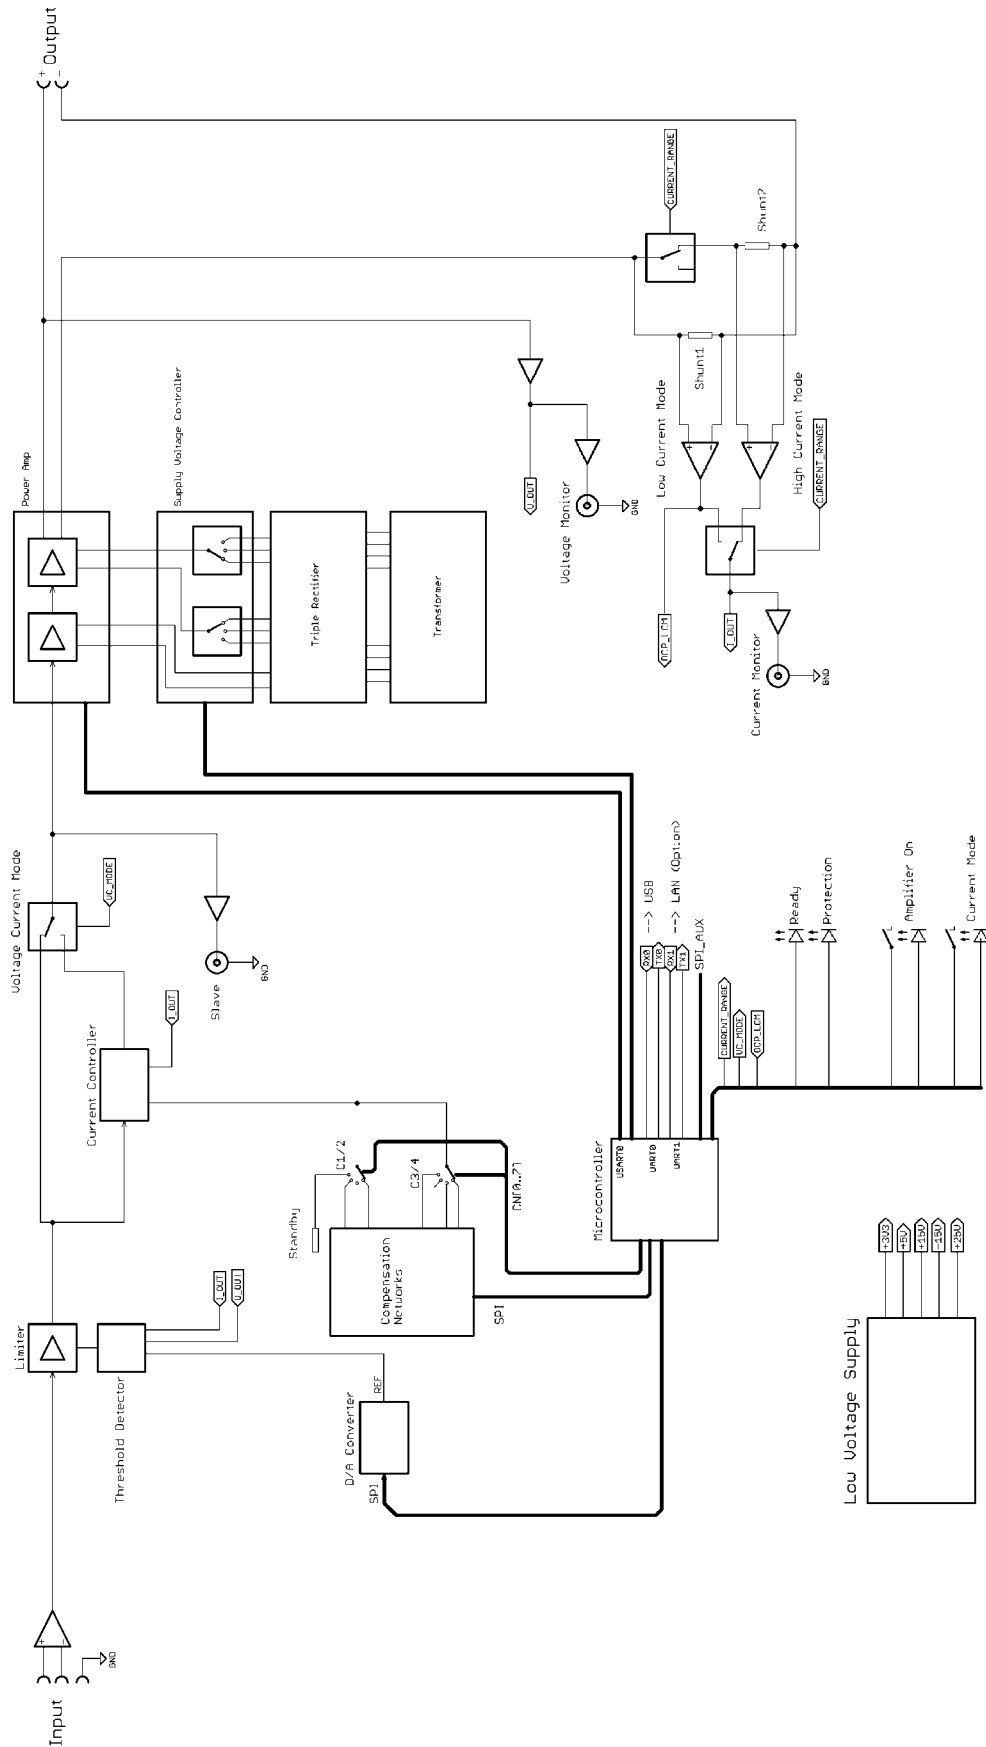 Input
+
-
GND
Limiter
Threshold Detector
I_OUT
U_OUT
D/A Converter
REF
SPI
Current Controller
I_OUT
Voltage Current Mode
VC_MODE
Slave
GND
Standby
C1/2
C3/4
CN[0..7]
Compensation
Networks
SPI
Microcontroller
USART0
UART0
UART1
RX0
TX0
RX1
TX1
--> USB
--> LAN (Option)
SPI_AUX
CURRENT_RANGE
VC_MODE
OCP_LCM
Ready
Protection
Amplifier On
Current Mode
Low Voltage Supply
+3V3
+5V
+15V
-15V
+25V
Power Amp
Supply Voltage Controller
Triple Rectifier
Transformer
U_OUT
Voltage Monitor
GND
Low Current Mode
+
-
Shunt1
High Current Mode
+
-
Shunt2
CURRENT_RANGE
CURRENT_RANGE
OCP_LCM
I_OUT
Current Monitor
GND
+
-
Output